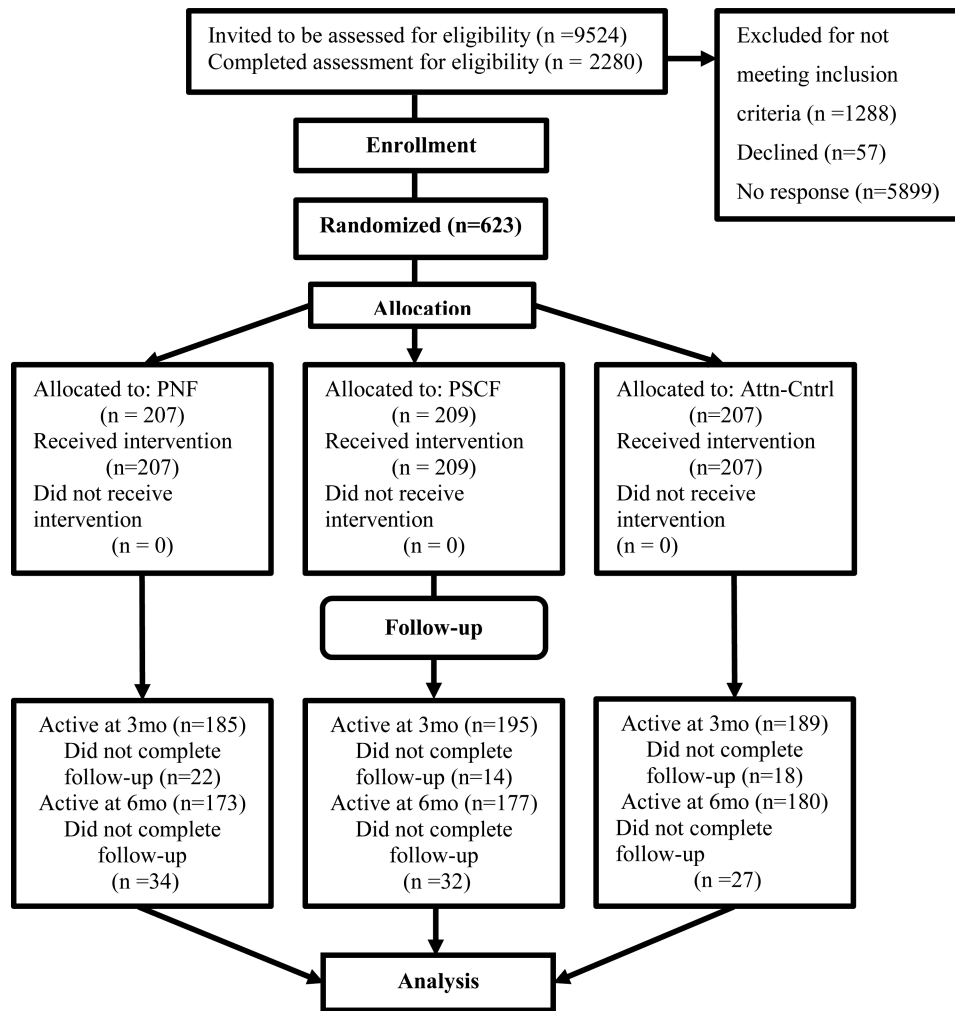 Invited to be assessed for eligibility (n =9524)
Completed assessment for eligibility (n = 2280)
Excluded for not
meeting inclusion
criteria (n =1288)
Declined (n=57)
No response (n=5899)
Enrollment
Randomized (n=623)
Allocation
Allocated to: PNF
(n = 207)
Received intervention
(n=207)
Did not receive
intervention
(n = 0)
Allocated to: PSCF
(n = 209)
Received intervention
(n = 209)
Did not receive
intervention
(n = 0)
Allocated to: Attn-Cntrl
(n=207)
Received intervention
(n=207)
Did not receive
intervention
(n = 0)
Follow-up
Active at 3mo (n=185)
Did not complete
follow-up (n=22)
Active at 6mo (n=173)
Did not complete
follow-up
(n =34)
Active at 3mo (n=195)
Did not complete
follow-up (n=14)
Active at 6mo (n=177)
Did not complete
follow-up
(n =32)
Active at 3mo (n=189)
Did not complete
follow-up (n=18)
Active at 6mo (n=180)
Did not complete
follow-up
(n =27)
Analysis